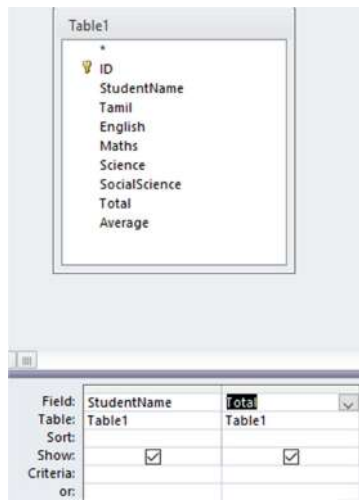 Table1
*
ID
StudentName
Tamil
English
Maths
Science
SocialScience
Total
Average
Field: StudentName Total
Table: Table1 Table1
Sort:
Show:
Criteria:
or: